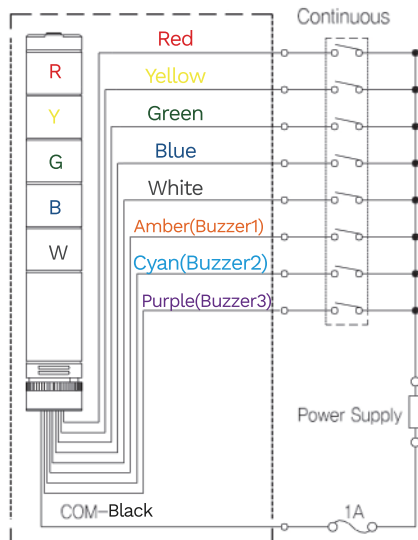 Continuous
Red
R
Yellow
Y
Green
G
Blue
B
White
W
Amber(Buzzer1)
Cyan(Buzzer2)
Purple(Buzzer3)
Power Supply
COM-Black
1A